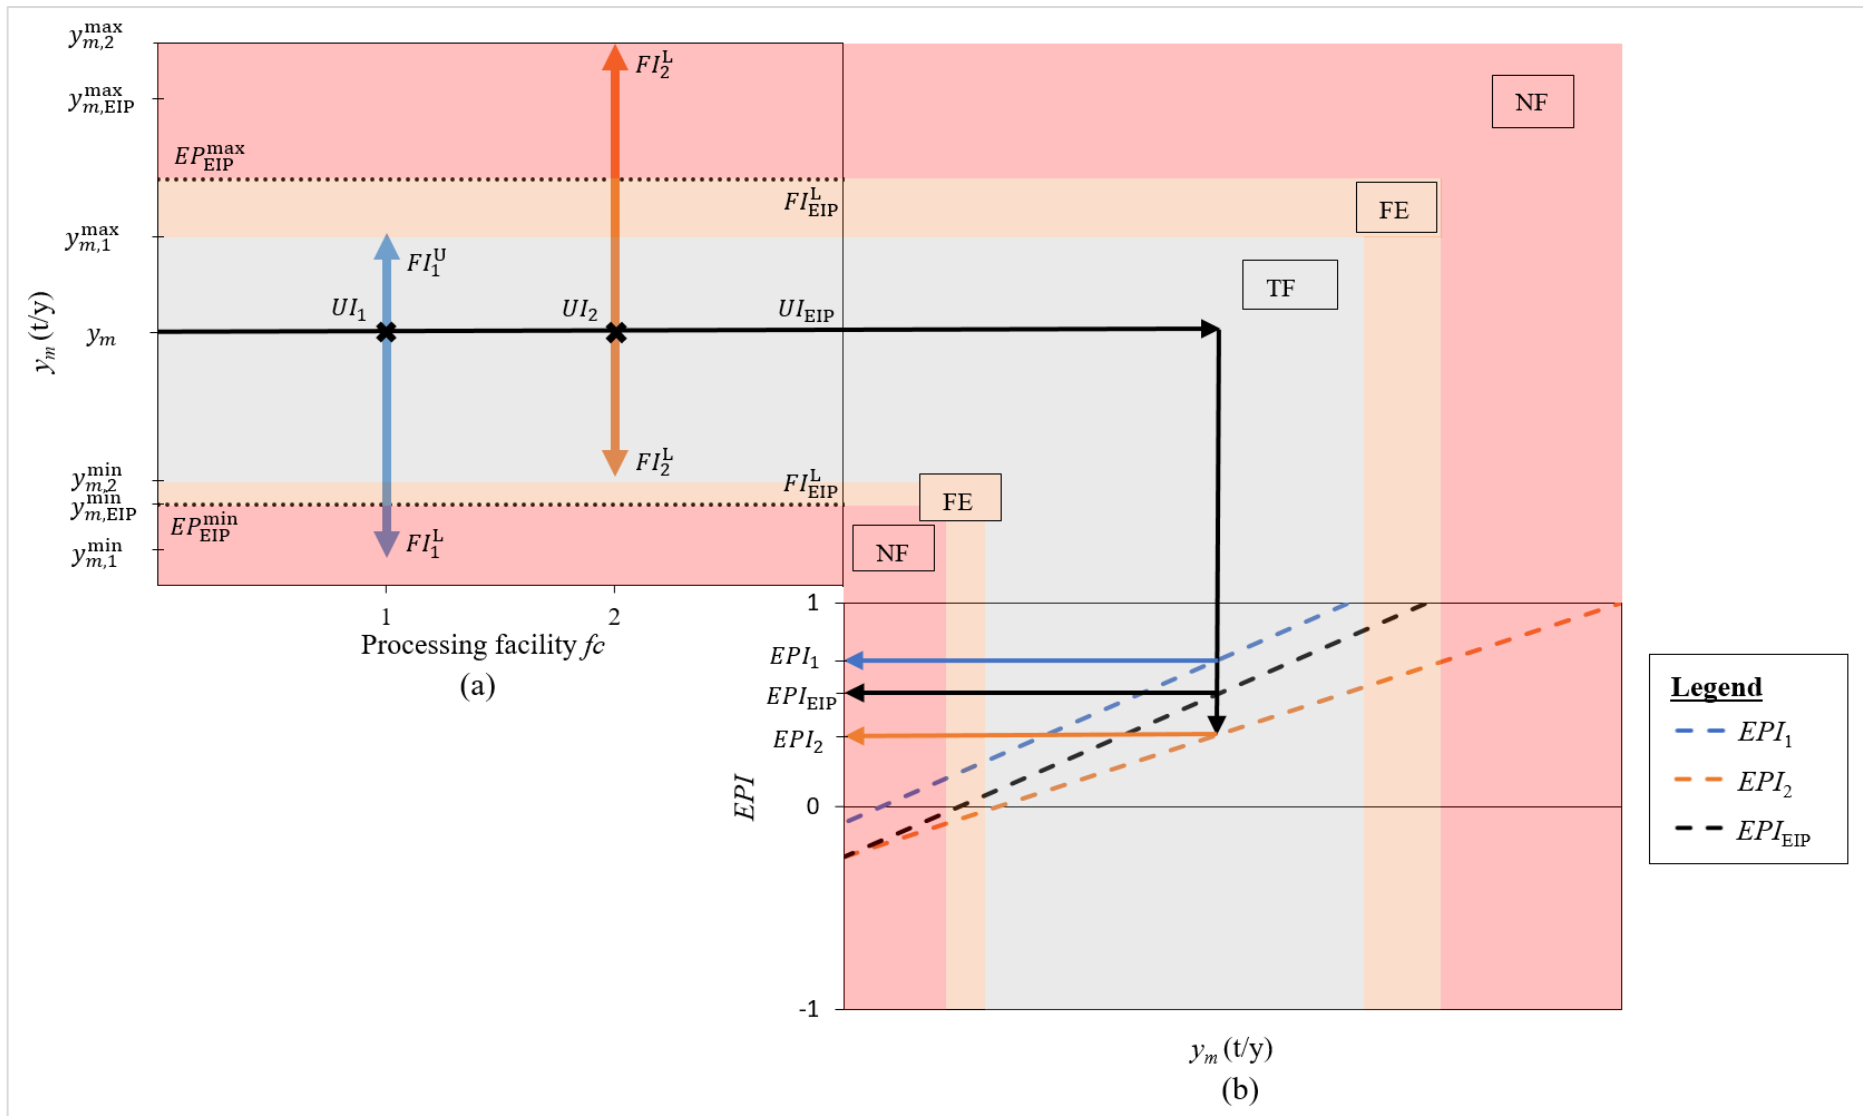 y_{m,2}^{max}
y_{m,EIP}^{max}
EP_{EIP}^{max}
y_{m,1}^{max}
y_m
y_{m,2}^{min}
y_{m,EIP}^{min}
EP_{EIP}^{min}
y_{m,1}^{min}
y_m (t/y)
FI_2^L
FI_{EIP}^L
FI_1^U
UI_1
UI_2
UI_{EIP}
FI_2^L
FI_{EIP}^L
FI_1^L
1
2
Processing facility fc
(a)
NF
FE
TF
FE
NF
1
EPI_1
EPI_{EIP}
EPI_2
0
-1
EPI
y_m (t/y)
(b)
Legend
EPI_1
EPI_2
EPI_{EIP}